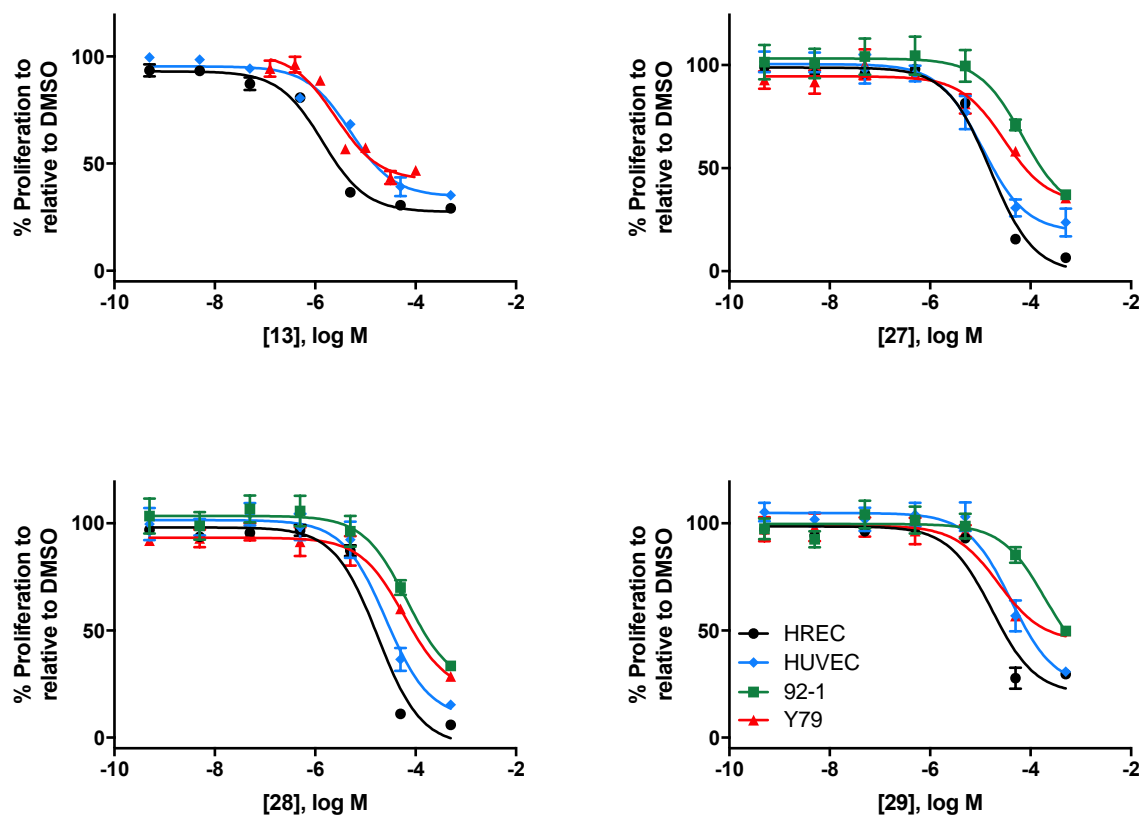 % Proliferation to
relative to DMSO
100
50
0
-10
-8
-6
-4
-2
[13], log M
% Proliferation to
relative to DMSO
100
50
0
-10
-8
-6
-4
-2
[27], log M
% Proliferation to
relative to DMSO
100
50
0
-10
-8
-6
-4
-2
[28], log M
% Proliferation to
relative to DMSO
100
50
0
HREC
HUVEC
92-1
Y79
-10
-8
-6
-4
-2
[29], log M